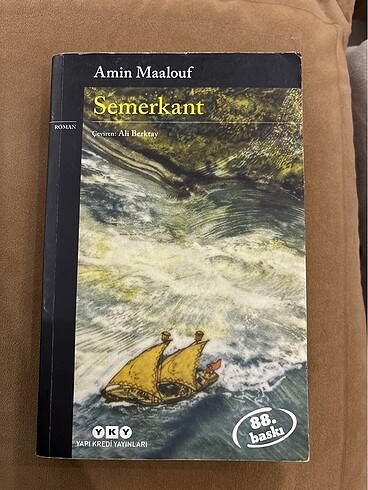 Amin Maalouf
Semerkant
ROMAN
Çeviren: Ali Berktay
88.
baskı
YKY
YAPI KREDİ YAYINLARI